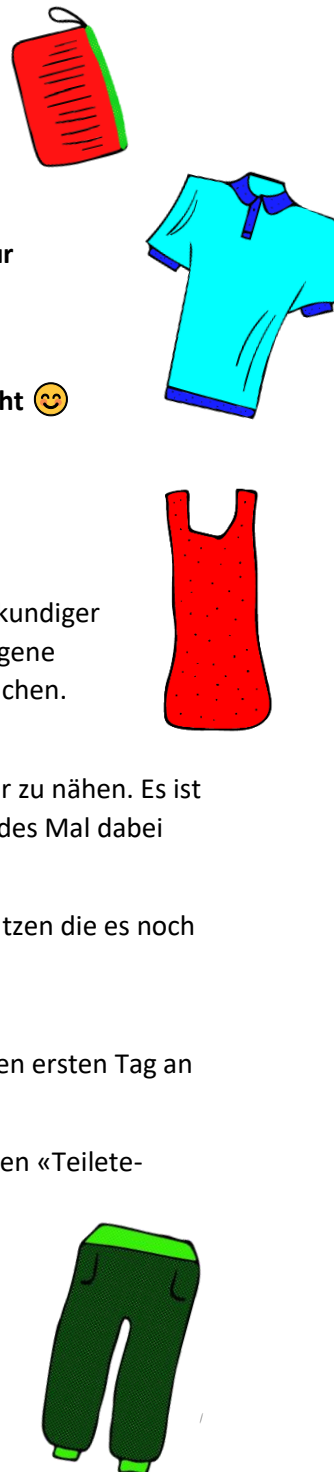 ht 😊
kundiger
gene
chen.
r zu nähen. Es ist
des Mal dabei
tzen die es noch
en ersten Tag an
en «Teilete-